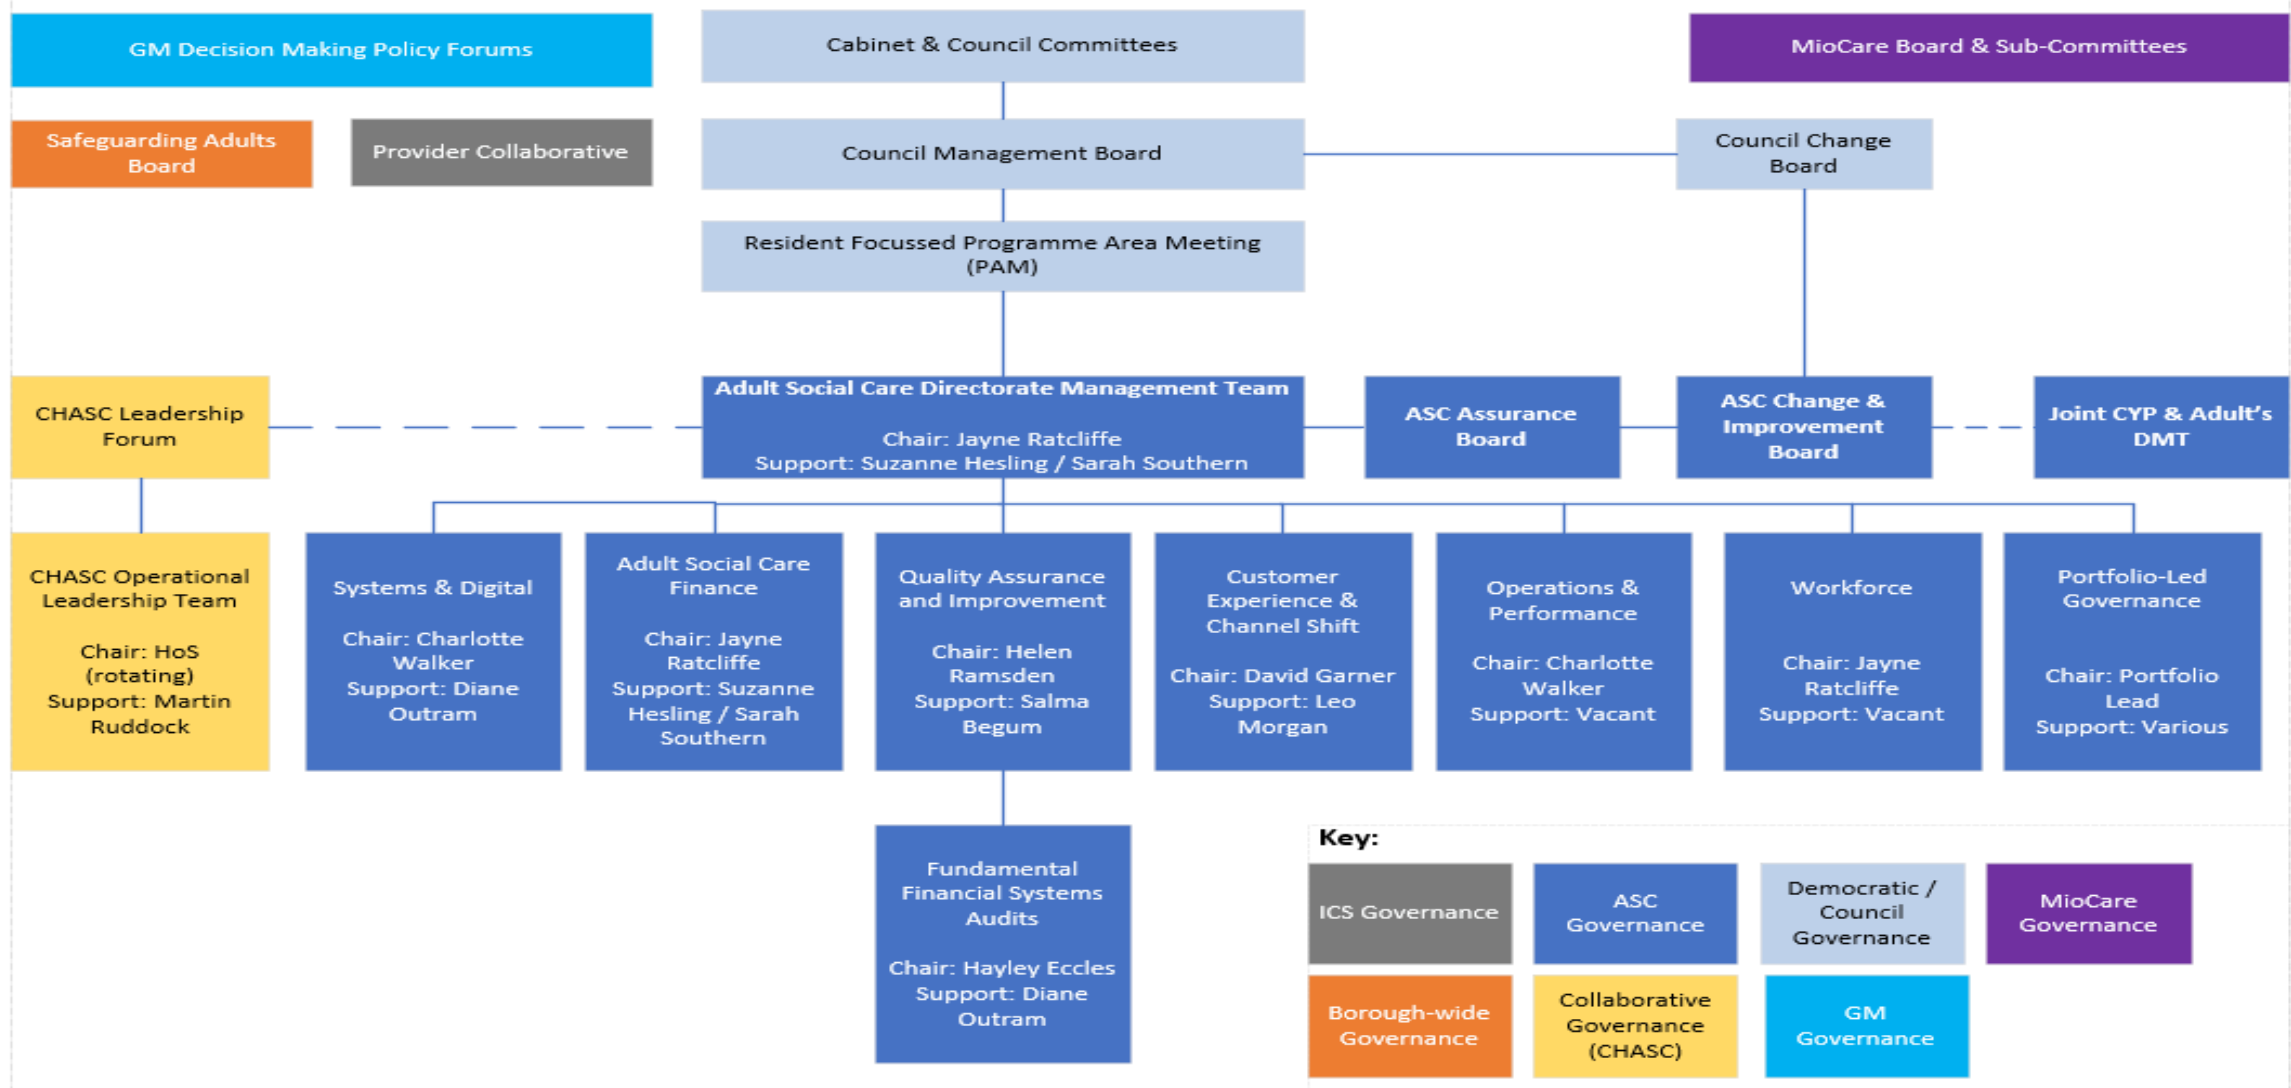 GM Decision Making Policy Forums
Cabinet & Council Committees
MioCare Board & Sub-Committees
Safeguarding Adults
Board
Provider Collaborative
Council Management Board
Council Change
Board
Resident Focussed Programme Area Meeting
(PAM)
CHASC Leadership
Forum
Adult Social Care Directorate Management Team
Chair: Jayne Ratcliffe
Support: Suzanne Hesling / Sarah Southern
ASC Assurance
Board
ASC Change &
Improvement
Board
Joint CYP & Adult’s
DMT
CHASC Operational
Leadership Team
Chair: HoS
(rotating)
Support: Martin
Ruddock
Systems & Digital
Chair: Charlotte
Walker
Support: Diane
Outram
Adult Social Care
Finance
Chair: Jayne
Ratcliffe
Support: Suzanne
Hesling / Sarah
Southern
Quality Assurance
and Improvement
Chair: Helen
Ramsden
Support: Salma
Begum
Customer
Experience &
Channel Shift
Chair: David Garner
Support: Leo
Morgan
Operations &
Performance
Chair: Charlotte
Walker
Support: Vacant
Workforce
Chair: Jayne
Ratcliffe
Support: Vacant
Portfolio-Led
Governance
Chair: Portfolio
Lead
Support: Various
Fundamental
Financial Systems
Audits
Chair: Hayley Eccles
Support: Diane
Outram
Key:
ICS Governance
ASC
Governance
Democratic /
Council
Governance
MioCare
Governance
Borough-wide
Governance
Collaborative
Governance
(CHASC)
GM
Governance